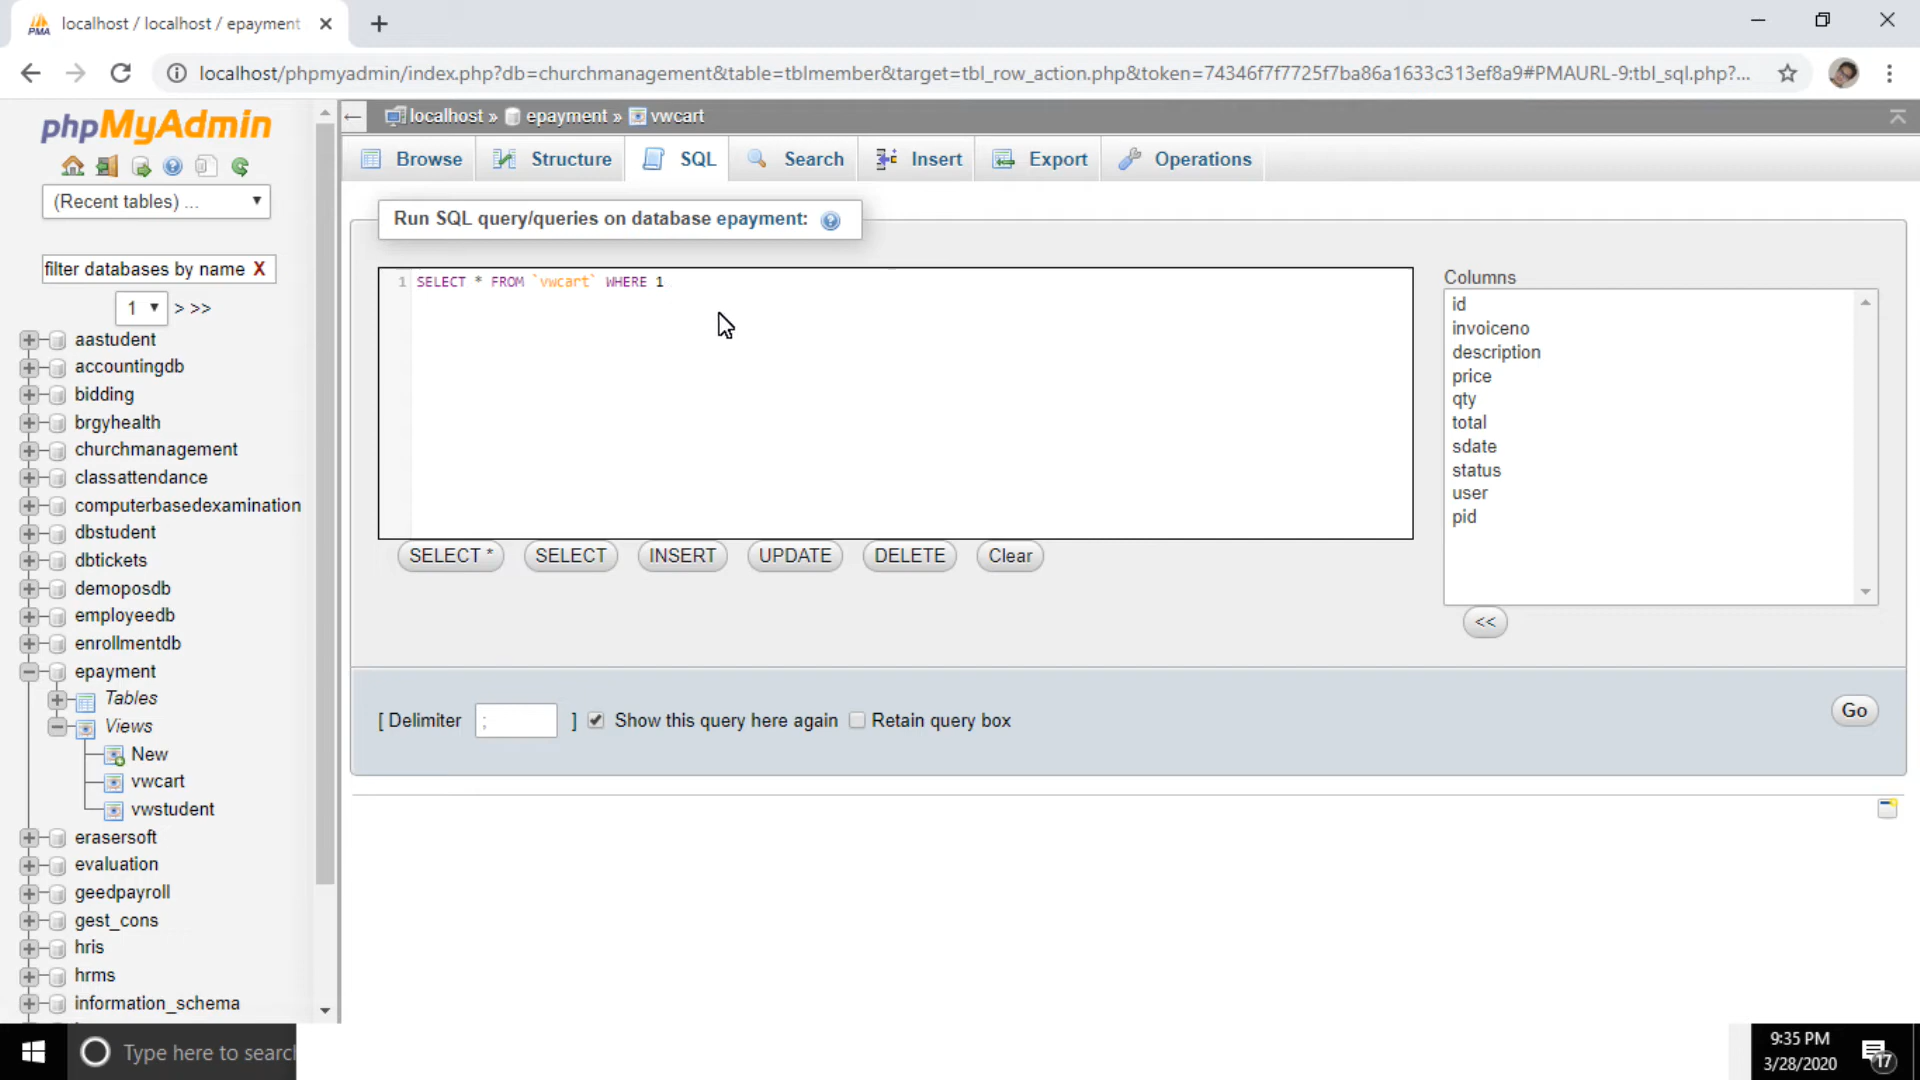 localhost / localhost / epayment
localhost/phpmyadmin/index.php?db=churchmanagement&table=tblmember&target=tbl_row_action.php&token=74346f7f7725f7ba86a1633c313ef8a9#PMAURL-9:tbl_sql.php?...
phpMyAdmin
(Recent tables) ...
filter databases by name X
1 > >>
aastudent
accountingdb
bidding
brgyhealth
churchmanagement
classattendance
computerbasedexamination
dbstudent
dbtickets
demoposdb
employeedb
enrollmentdb
epayment
Tables
Views
New
vwcart
vwstudent
erasersoft
evaluation
geedpayroll
gest_cons
hris
hrms
information_schema
localhost » epayment » vwcart
Browse Structure SQL Search Insert Export Operations
Run SQL query/queries on database epayment:
1 SELECT * FROM `vwcart` WHERE 1
SELECT * SELECT INSERT UPDATE DELETE Clear
Columns
id
invoiceno
description
price
qty
total
sdate
status
user
pid
<<
[ Delimiter ; ] Show this query here again Retain query box
Go
Type here to search
9:35 PM
3/28/2020
17